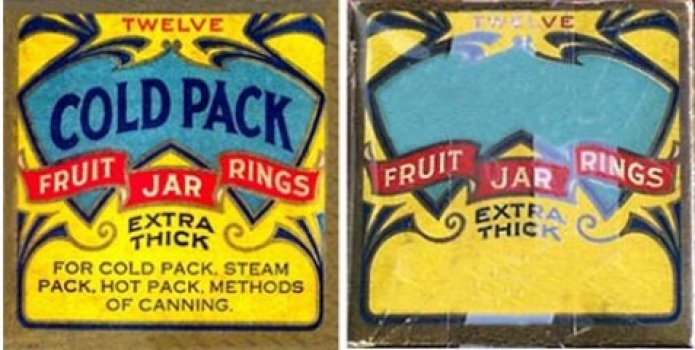 TWELVE
COLD PACK
FRUIT JAR RINGS
EXTRA
THICK
FOR COLD PACK, STEAM
PACK, HOT PACK, METHODS
OF CANNING.
TWELVE
FRUIT JAR RINGS
EXTRA
THICK